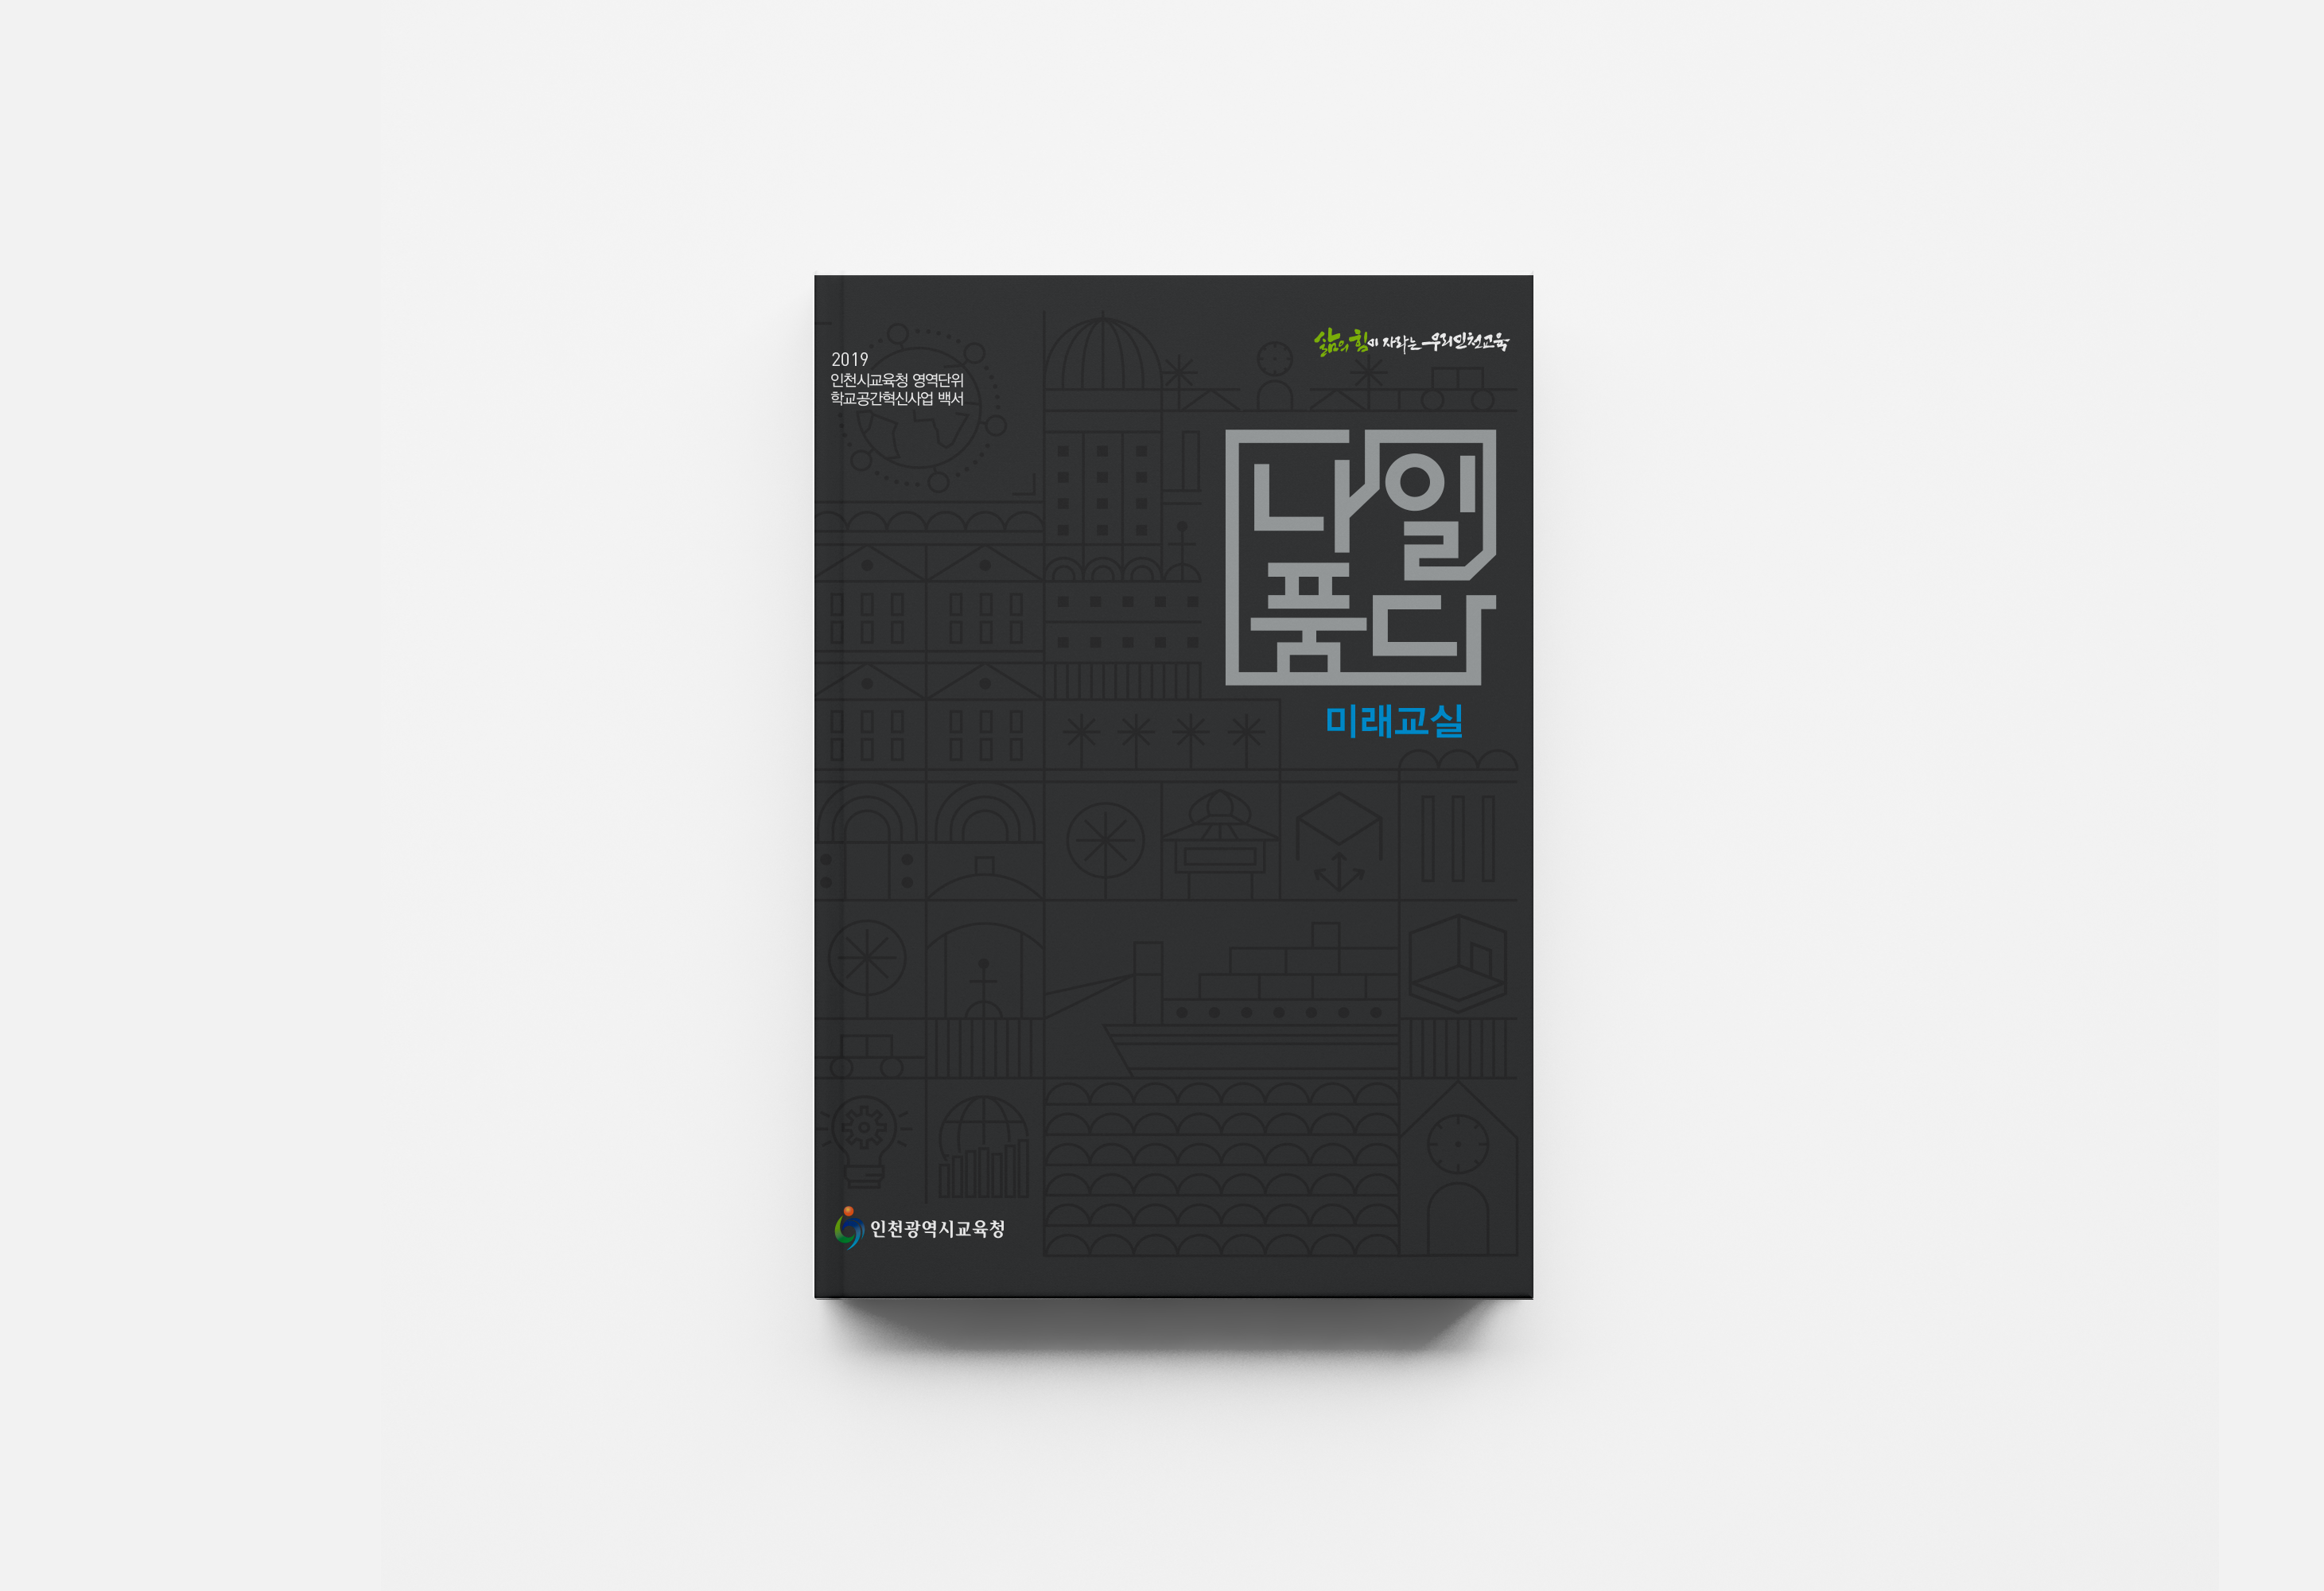 삶의 힘이 자라는 우리인천교육
2019
인천시교육청 영역단위
학교공간혁신사업 백서
내일
품다
미래교실
인천광역시교육청